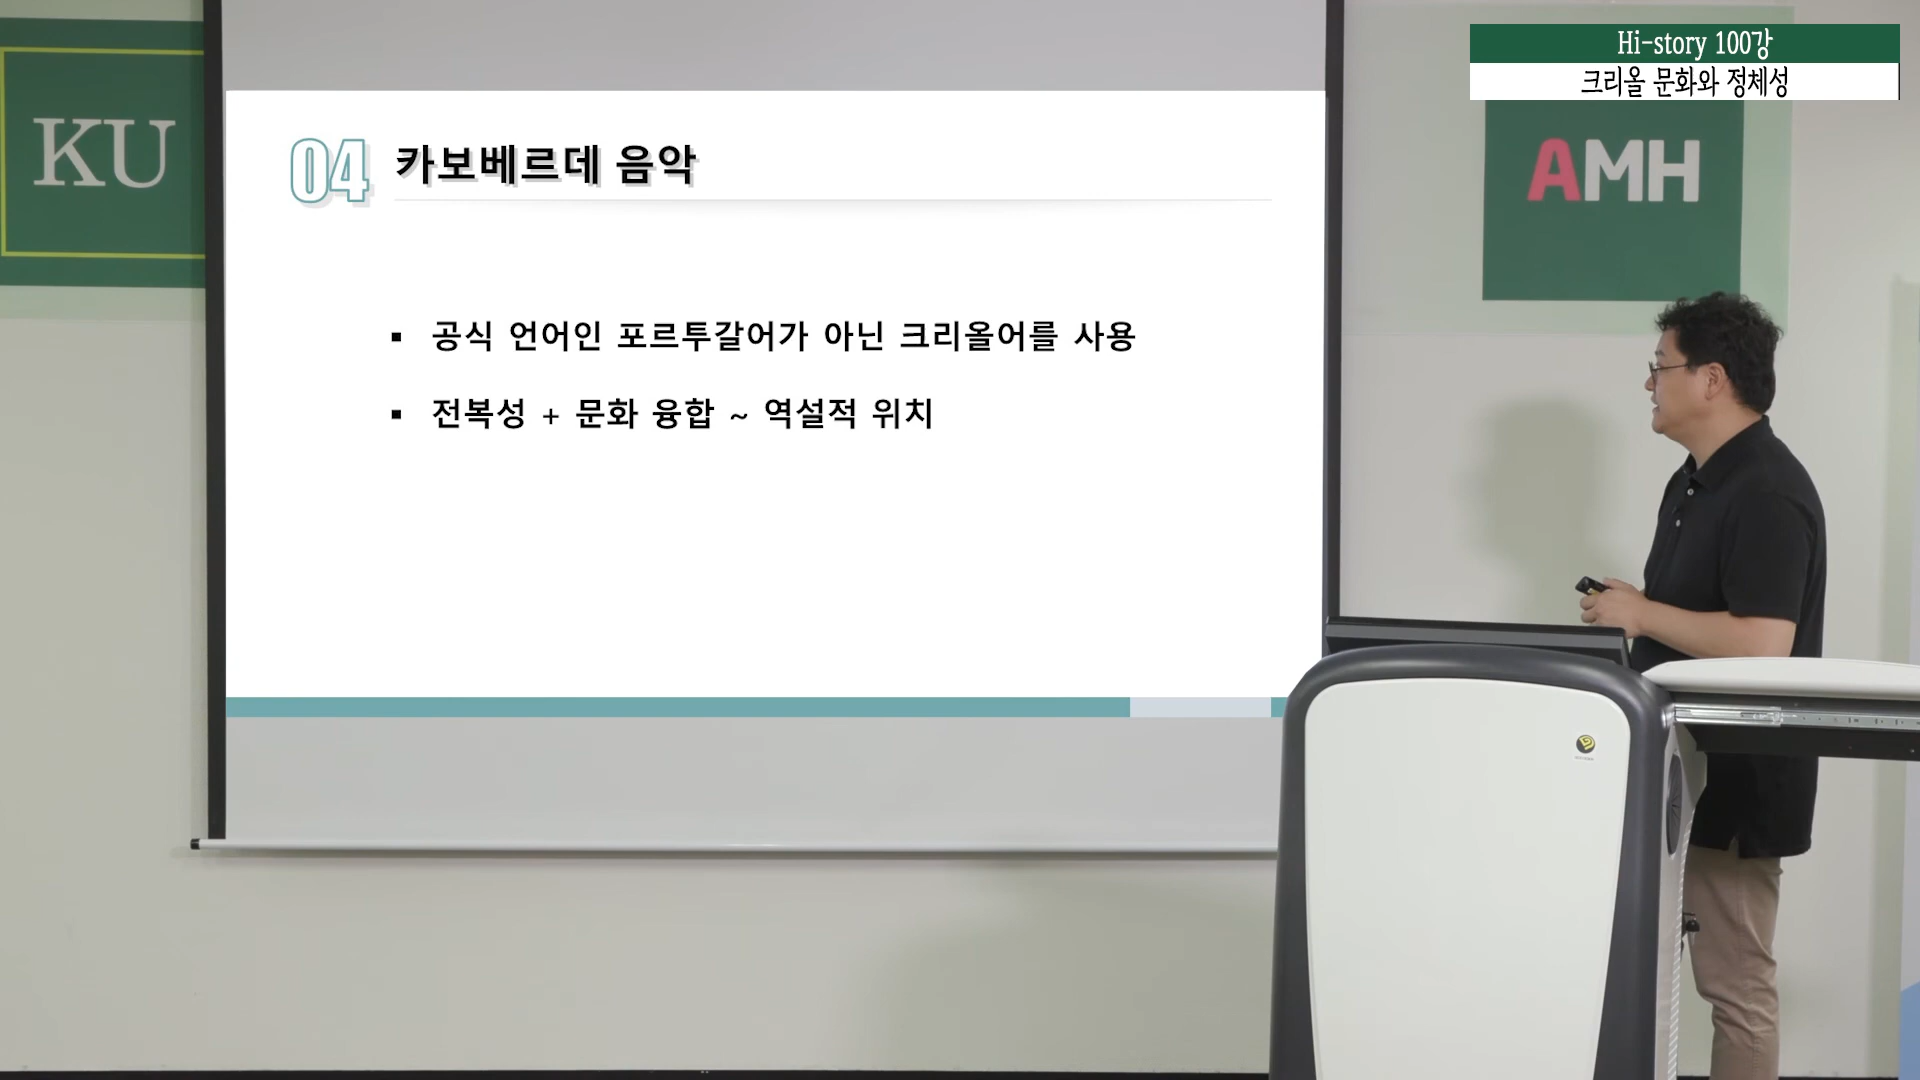 Hi-story 100강
크리올 문화와 정체성
KU
AMH
04 카보베르데 음악
▪ 공식 언어인 포르투갈어가 아닌 크리올어를 사용
▪ 전복성 + 문화 융합 ~ 역설적 위치